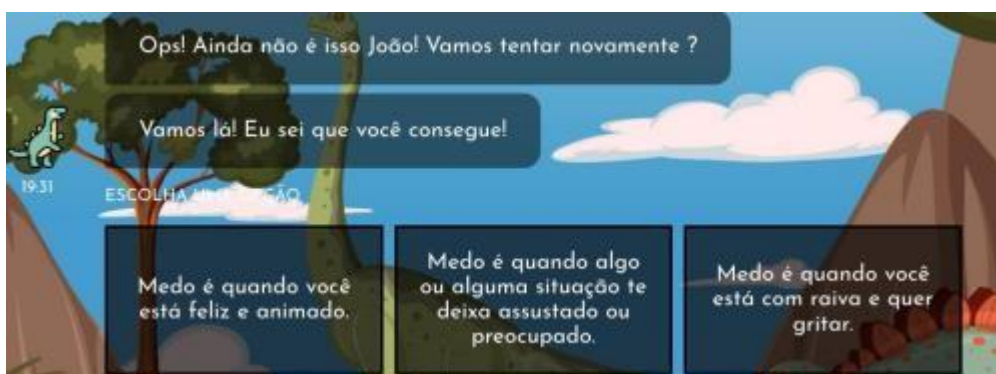 Ops! Ainda não é isso João! Vamos tentar novamente ?
Vamos lá! Eu sei que você consegue!
19:31
ESCOLHA
Medo é quando você
está feliz e animado.
Medo é quando algo
ou alguma situação te
deixa assustado ou
preocupado.
Medo é quando você
está com raiva e quer
gritar.